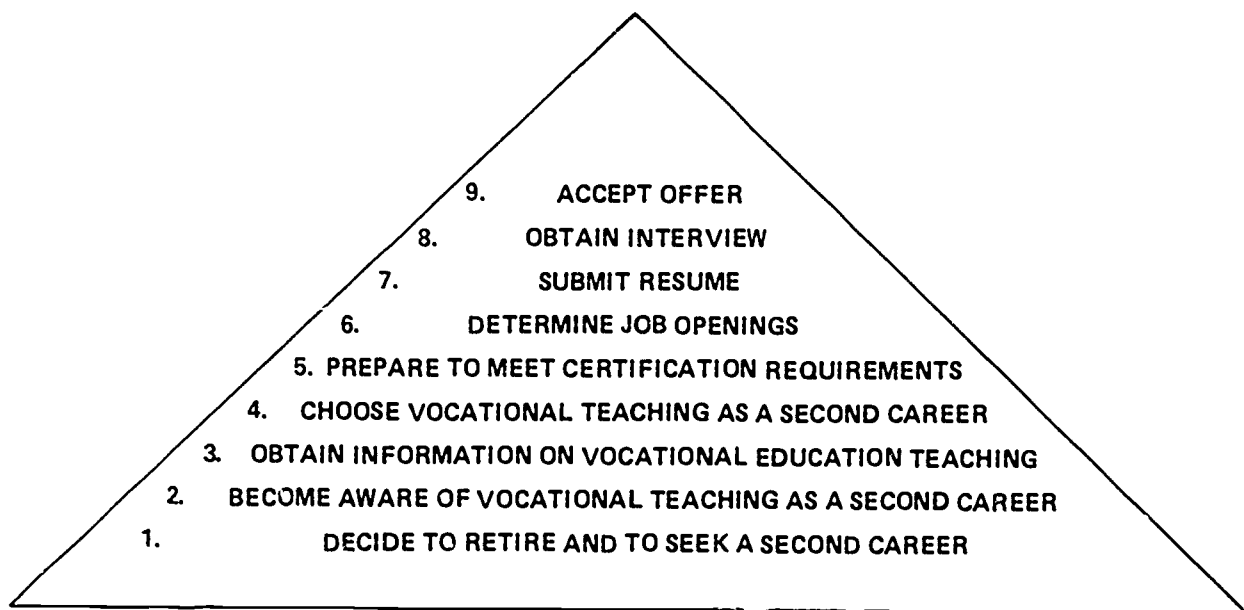 9. ACCEPT OFFER
8. OBTAIN INTERVIEW
7. SUBMIT RESUME
6. DETERMINE JOB OPENINGS
5. PREPARE TO MEET CERTIFICATION REQUIREMENTS
4. CHOOSE VOCATIONAL TEACHING AS A SECOND CAREER
3. OBTAIN INFORMATION ON VOCATIONAL EDUCATION TEACHING
2. BECOME AWARE OF VOCATIONAL TEACHING AS A SECOND CAREER
1. DECIDE TO RETIRE AND TO SEEK A SECOND CAREER